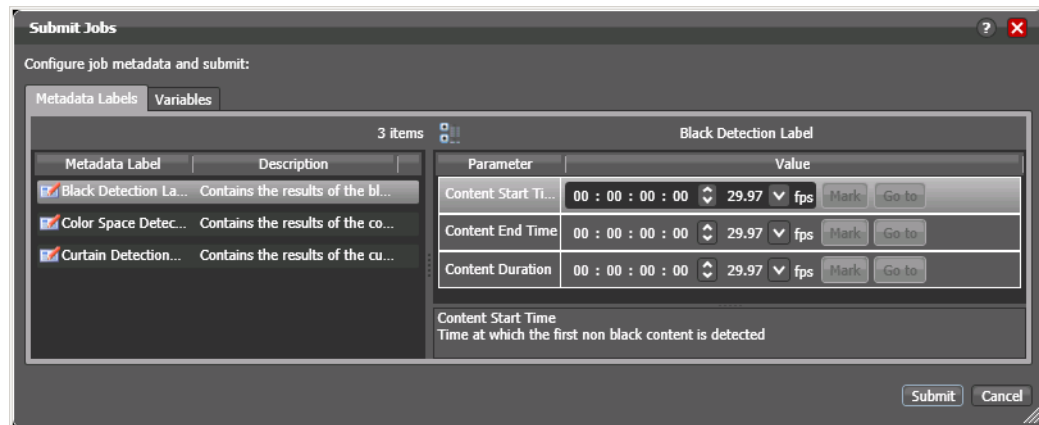 Submit Jobs ?
Configure job metadata and submit:
Metadata Labels Variables
3 items Black Detection Label
Metadata Label Description Parameter Value
Black Detection La... Contains the results of the bl... Content Start Ti... 00 : 00 : 00 : 00 29.97 fps Mark Go to
Color Space Detec... Contains the results of the co... Content End Time 00 : 00 : 00 : 00 29.97 fps Mark Go to
Curtain Detection... Contains the results of the cu... Content Duration 00 : 00 : 00 : 00 29.97 fps Mark Go to
Content Start Time
Time at which the first non black content is detected
Submit Cancel